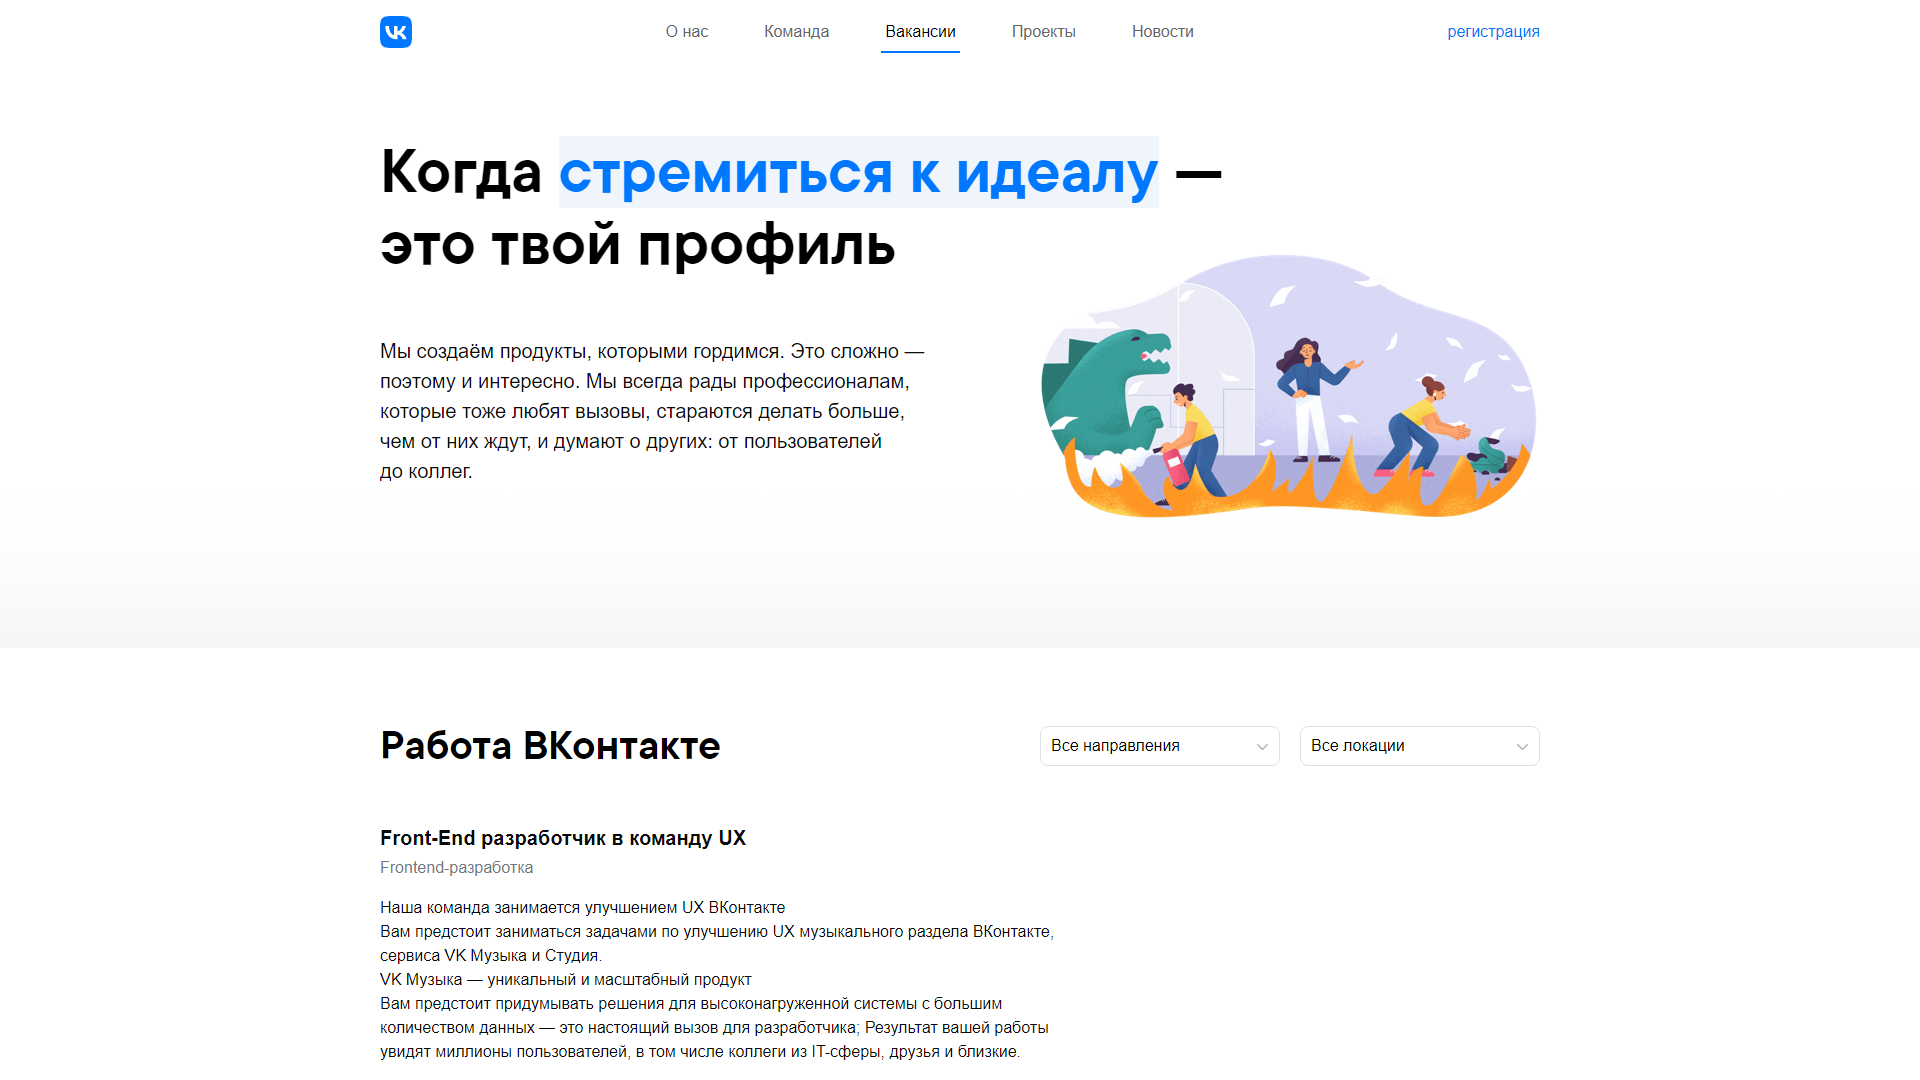 VK
О нас
Команда
Вакансии
Проекты
Новости
регистрация
Когда стремиться к идеалу —
это твой профиль
Мы создаём продукты, которыми гордимся. Это сложно —
поэтому и интересно. Мы всегда рады профессионалам,
которые тоже любят вызовы, стараются делать больше,
чем от них ждут, и думают о других: от пользователей
до коллег.
Работа ВКонтакте
Все направления
Все локации
Front-End разработчик в команду UX
Frontend-разработка
Наша команда занимается улучшением UX ВКонтакте
Вам предстоит заниматься задачами по улучшению UX музыкального раздела ВКонтакте,
сервиса VK Музыка и Студия.
VK Музыка — уникальный и масштабный продукт
Вам предстоит придумывать решения для высоконагруженной системы с большим
количеством данных — это настоящий вызов для разработчика; Результат вашей работы
увидят миллионы пользователей, в том числе коллеги из IT-сферы, друзья и близкие.